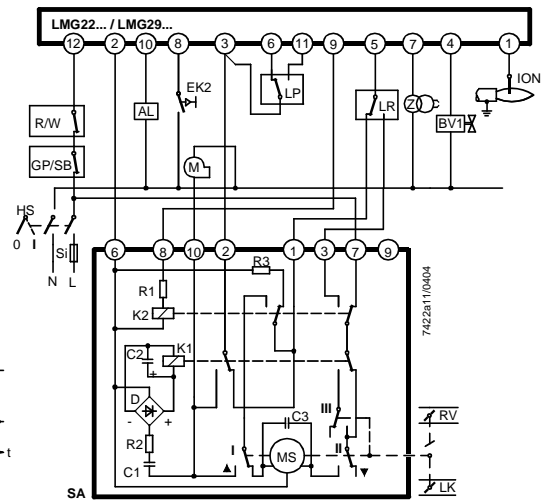 LMG22... / LMG29...
12 2 10 8 3 6 11 9 5 7 4 1
ION
EK2
LP
R/W
AL
LR
Z
BV1
GP/SB
M
HS
0 I
Si
N L
6 8 10 2 1 3 7 9
R3
R1
K2
7422a11/0404
C2
+
K1
D
- +
III
RV
C3
t
R2
I
MS
II
C1
SA
LK